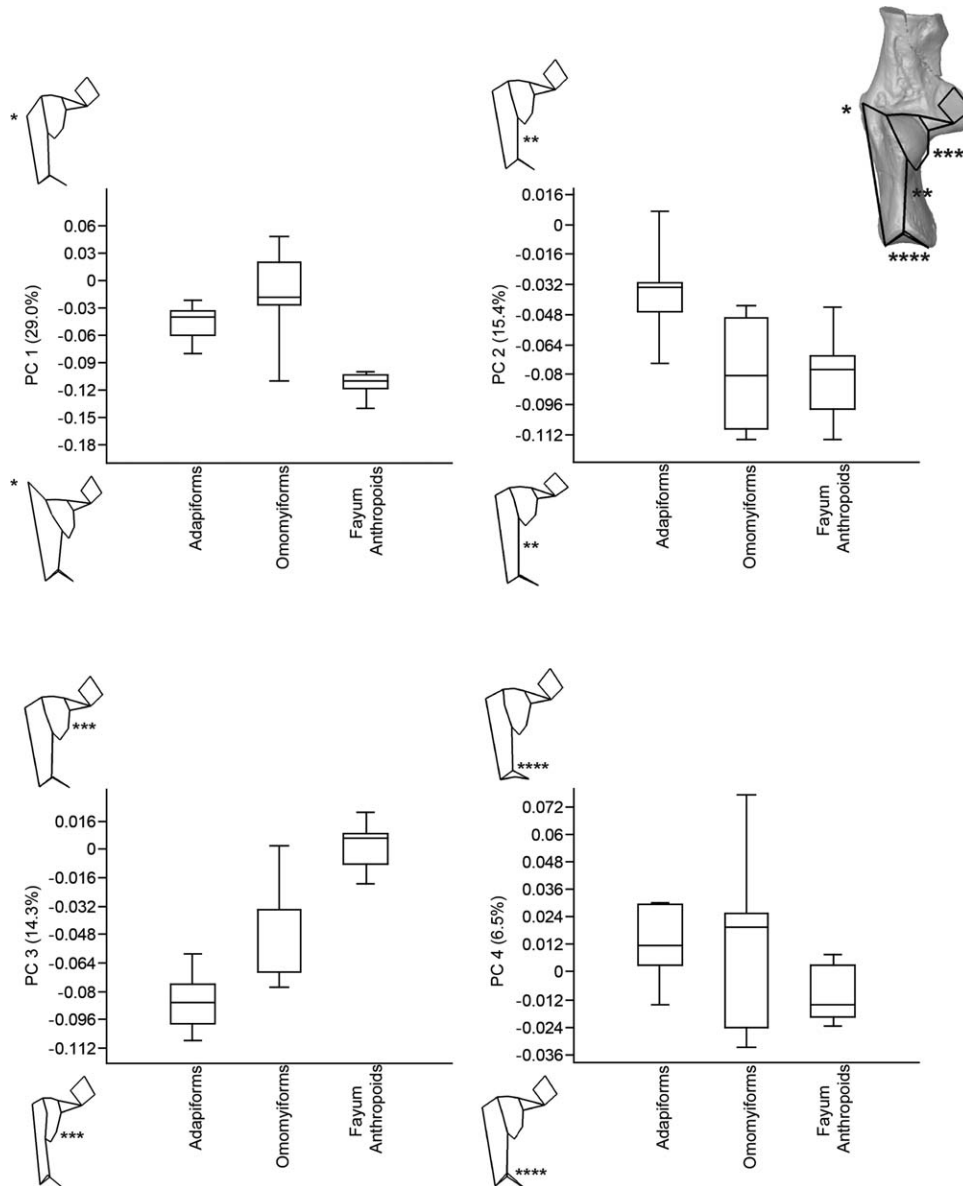 *
**
*
***
**
****
PC 1 (29.0%)
0.06
0.03
0
-0.03
-0.06
-0.09
-0.12
-0.15
-0.18
Adapiforms
Omomyiforms
Fayum
Anthropoids
*
PC 2 (15.4%)
0.016
0
-0.016
-0.032
-0.048
-0.064
-0.08
-0.096
-0.112
Adapiforms
Omomyiforms
Fayum
Anthropoids
**
***
PC 3 (14.3%)
0.016
0
-0.016
-0.032
-0.048
-0.064
-0.08
-0.096
-0.112
Adapiforms
Omomyiforms
Fayum
Anthropoids
***
****
PC 4 (6.5%)
0.072
0.06
0.048
0.036
0.024
0.012
0
-0.012
-0.024
-0.036
Adapiforms
Omomyiforms
Fayum
Anthropoids
****